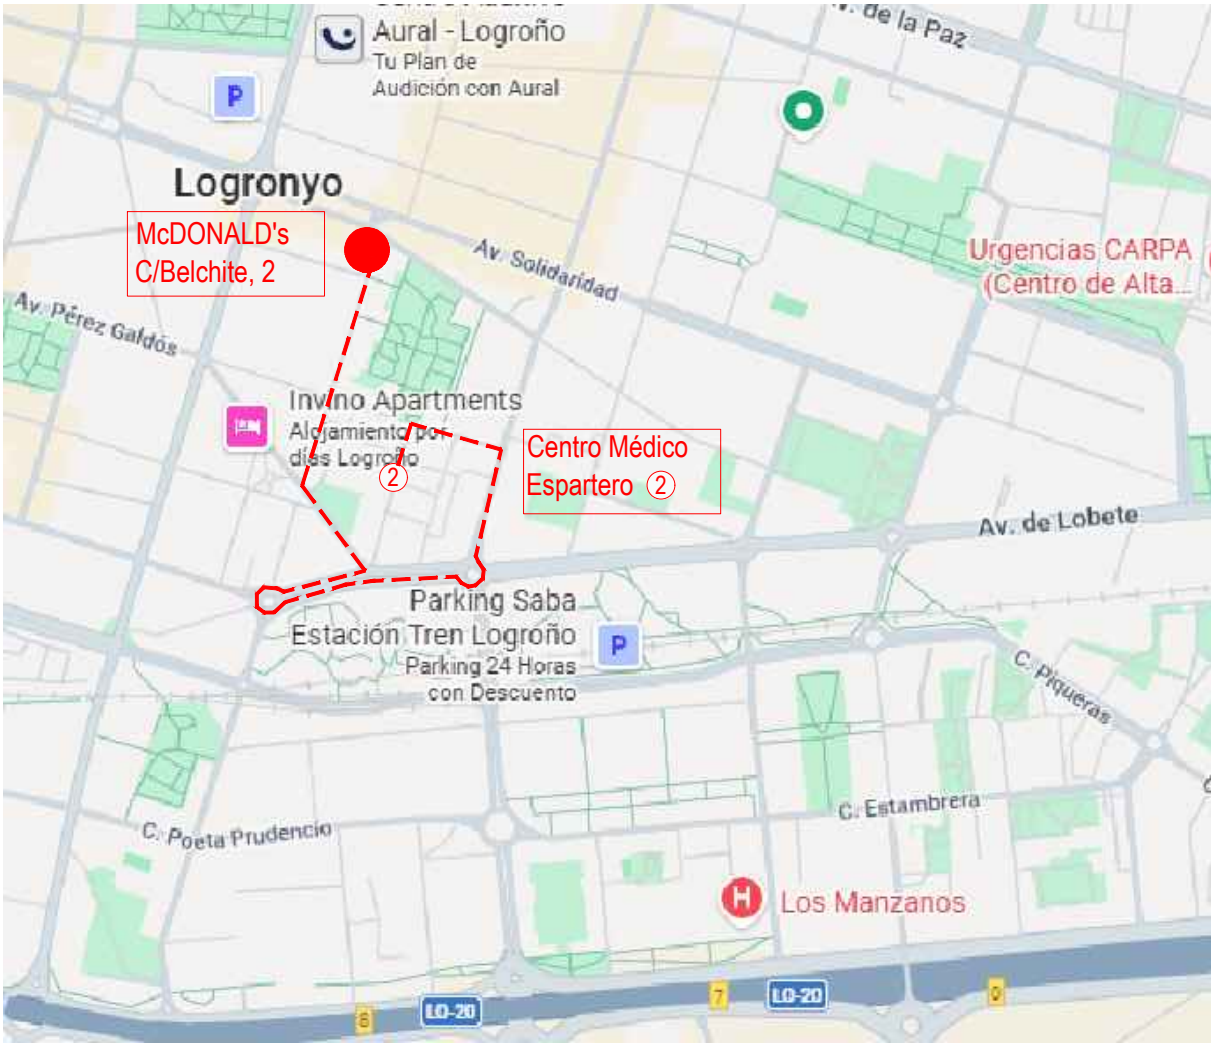 Aural - Logroño
Tu Plan de
Audición con Aural
Av. de la Paz
P
Logronyo
McDONALD's
C/Belchite, 2
Av. Solidaridad
Urgencias CARPA
(Centro de Alta...
Av. Pérez Galdós
Invino Apartments
Alojamiento por
días Logroño
2
Centro Médico
Espartero 2
Av. de Lobete
Parking Saba
Estación Tren Logroño
Parking 24 Horas
con Descuento
P
C. Piqueras
C. Estambrera
C. Poeta Prudencio
H
Los Manzanos
LO-20
7
LO-20